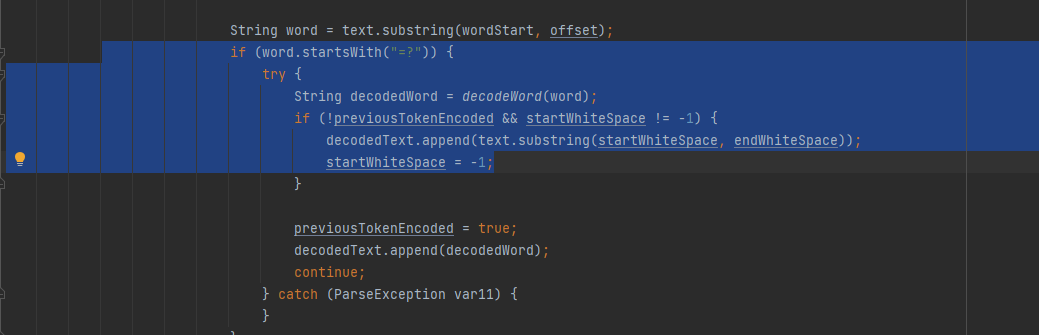 String word = text.substring(wordStart, offset);
if (word.startsWith("=?")) {
try {
String decodedWord = decodeWord(word);
if (!previousTokenEncoded && startWhiteSpace != -1) {
decodedText.append(text.substring(startWhiteSpace, endWhiteSpace));
startWhiteSpace = -1;
}
previousTokenEncoded = true;
decodedText.append(decodedWord);
continue;
} catch (ParseException var11) {
}
}